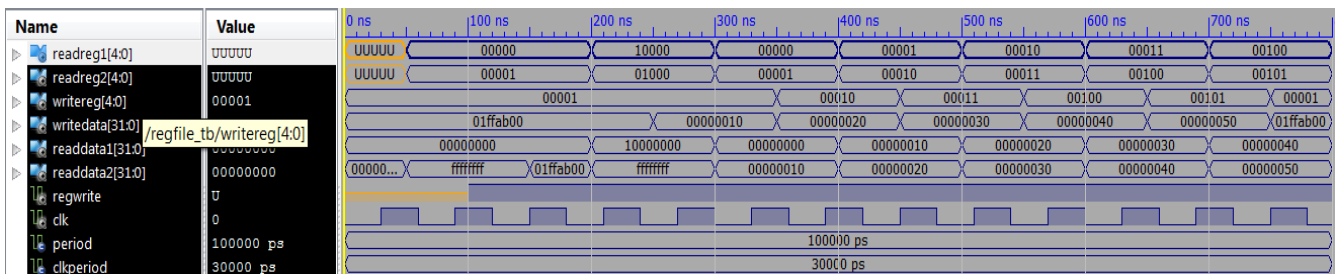 Name Value 0 ns 100 ns 200 ns 300 ns 400 ns 500 ns 600 ns 700 ns
readreg1[4:0] UUUUU UUUUU 00000 10000 00000 00001 00010 00011 00100
readreg2[4:0] UUUUU UUUUU 00001 01000 00001 00010 00011 00100 00101
writereg[4:0] 00001 00001 00010 00011 00100 00101 00001
writedata[31:0] 01ffab00 00000010 00000020 00000030 00000040 00000050 01ffab00
/regfile_tb/writereg[4:0]
readdata1[31:0] 00000000 00000000 10000000 00000000 00000010 00000020 00000030 00000040
readdata2[31:0] 00000000 00000... ffffffff 01ffab00 ffffffff 00000010 00000020 00000030 00000040 00000050
regwrite U
clk 0
period 100000 ps 100000 ps
clkperiod 30000 ps 30000 ps